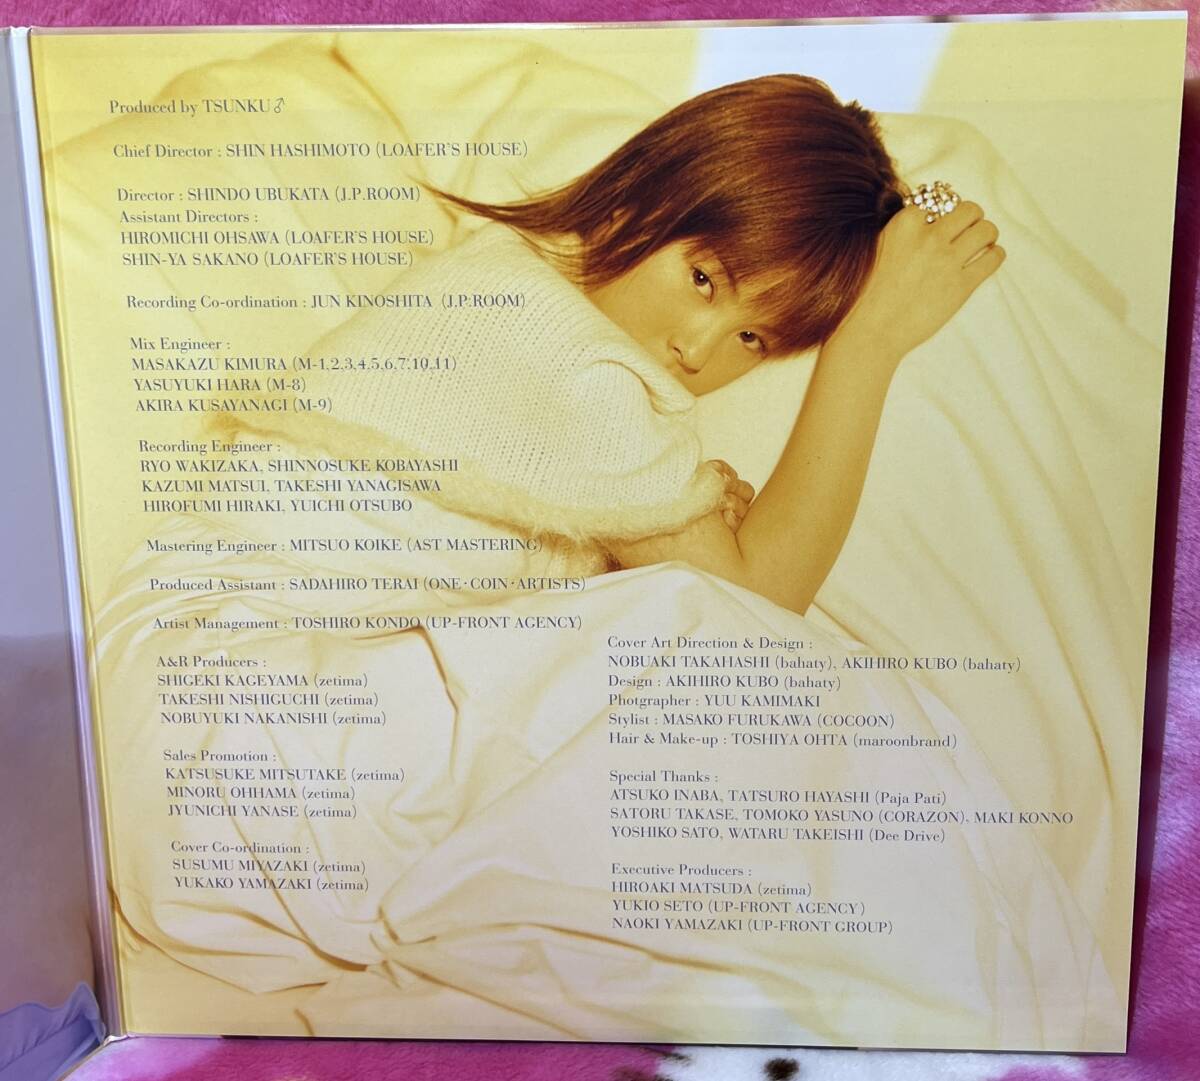 Produced by TSUNKU♂
Chief Director : SHIN HASHIMOTO (LOAFER'S HOUSE)
Director : SHINDO UBUKATA (J.P.ROOM)
Assistant Directors :
HIROMICHI OHSAWA (LOAFER'S HOUSE)
SHIN-YA SAKANO (LOAFER'S HOUSE)
Recording Co-ordination : JUN KINOSHITA (J.P.ROOM)
Mix Engineer :
MASAKAZU KIMURA (M-1,2,3,4,5,6,7,10,11)
YASUYUKI HARA (M-8)
AKIRA KUSAYANAGI (M-9)
Recording Engineer :
RYO WAKIZAKA, SHINNOSUKE KOBAYASHI
KAZUMI MATSUI, TAKESHI YANAGISAWA
HIROFUMI HIRAKI, YUICHI OTSUBO
Mastering Engineer : MITSUO KOIKE (AST MASTERING)
Produced Assistant : SADAHIRO TERAI (ONE・COIN・ARTISTS)
Artist Management : TOSHIRO KONDO (UP-FRONT AGENCY)
A&R Producers :
SHIGEKI KAGEYAMA (zetima)
TAKESHI NISHIGUCHI (zetima)
NOBUYUKI NAKANISHI (zetima)
Sales Promotion :
KATSUSUKE MITSUTAKE (zetima)
MINORU OHHAMA (zetima)
JYUNICHI YANASE (zetima)
Cover Co-ordination :
SUSUMU MIYAZAKI (zetima)
YUKAKO YAMAZAKI (zetima)
Cover Art Direction & Design :
NOBUAKI TAKAHASHI (bahaty), AKIHIRO KUBO (bahaty)
Design : AKIHIRO KUBO (bahaty)
Photgrapher : YUU KAMIMAKI
Stylist : MASAKO FURUKAWA (COCOON)
Hair & Make-up : TOSHIYA OHTA (maroonbrand)
Special Thanks :
ATSUKO INABA, TATSURO HAYASHI (Paja Pati)
SATORU TAKASE, TOMOKO YASUNO (CORAZON), MAKI KONNO
YOSHIKO SATO, WATARU TAKEISHI (Dee Drive)
Executive Producers :
HIROAKI MATSUDA (zetima)
YUKIO SETO (UP-FRONT AGENCY)
NAOKI YAMAZAKI (UP-FRONT GROUP)